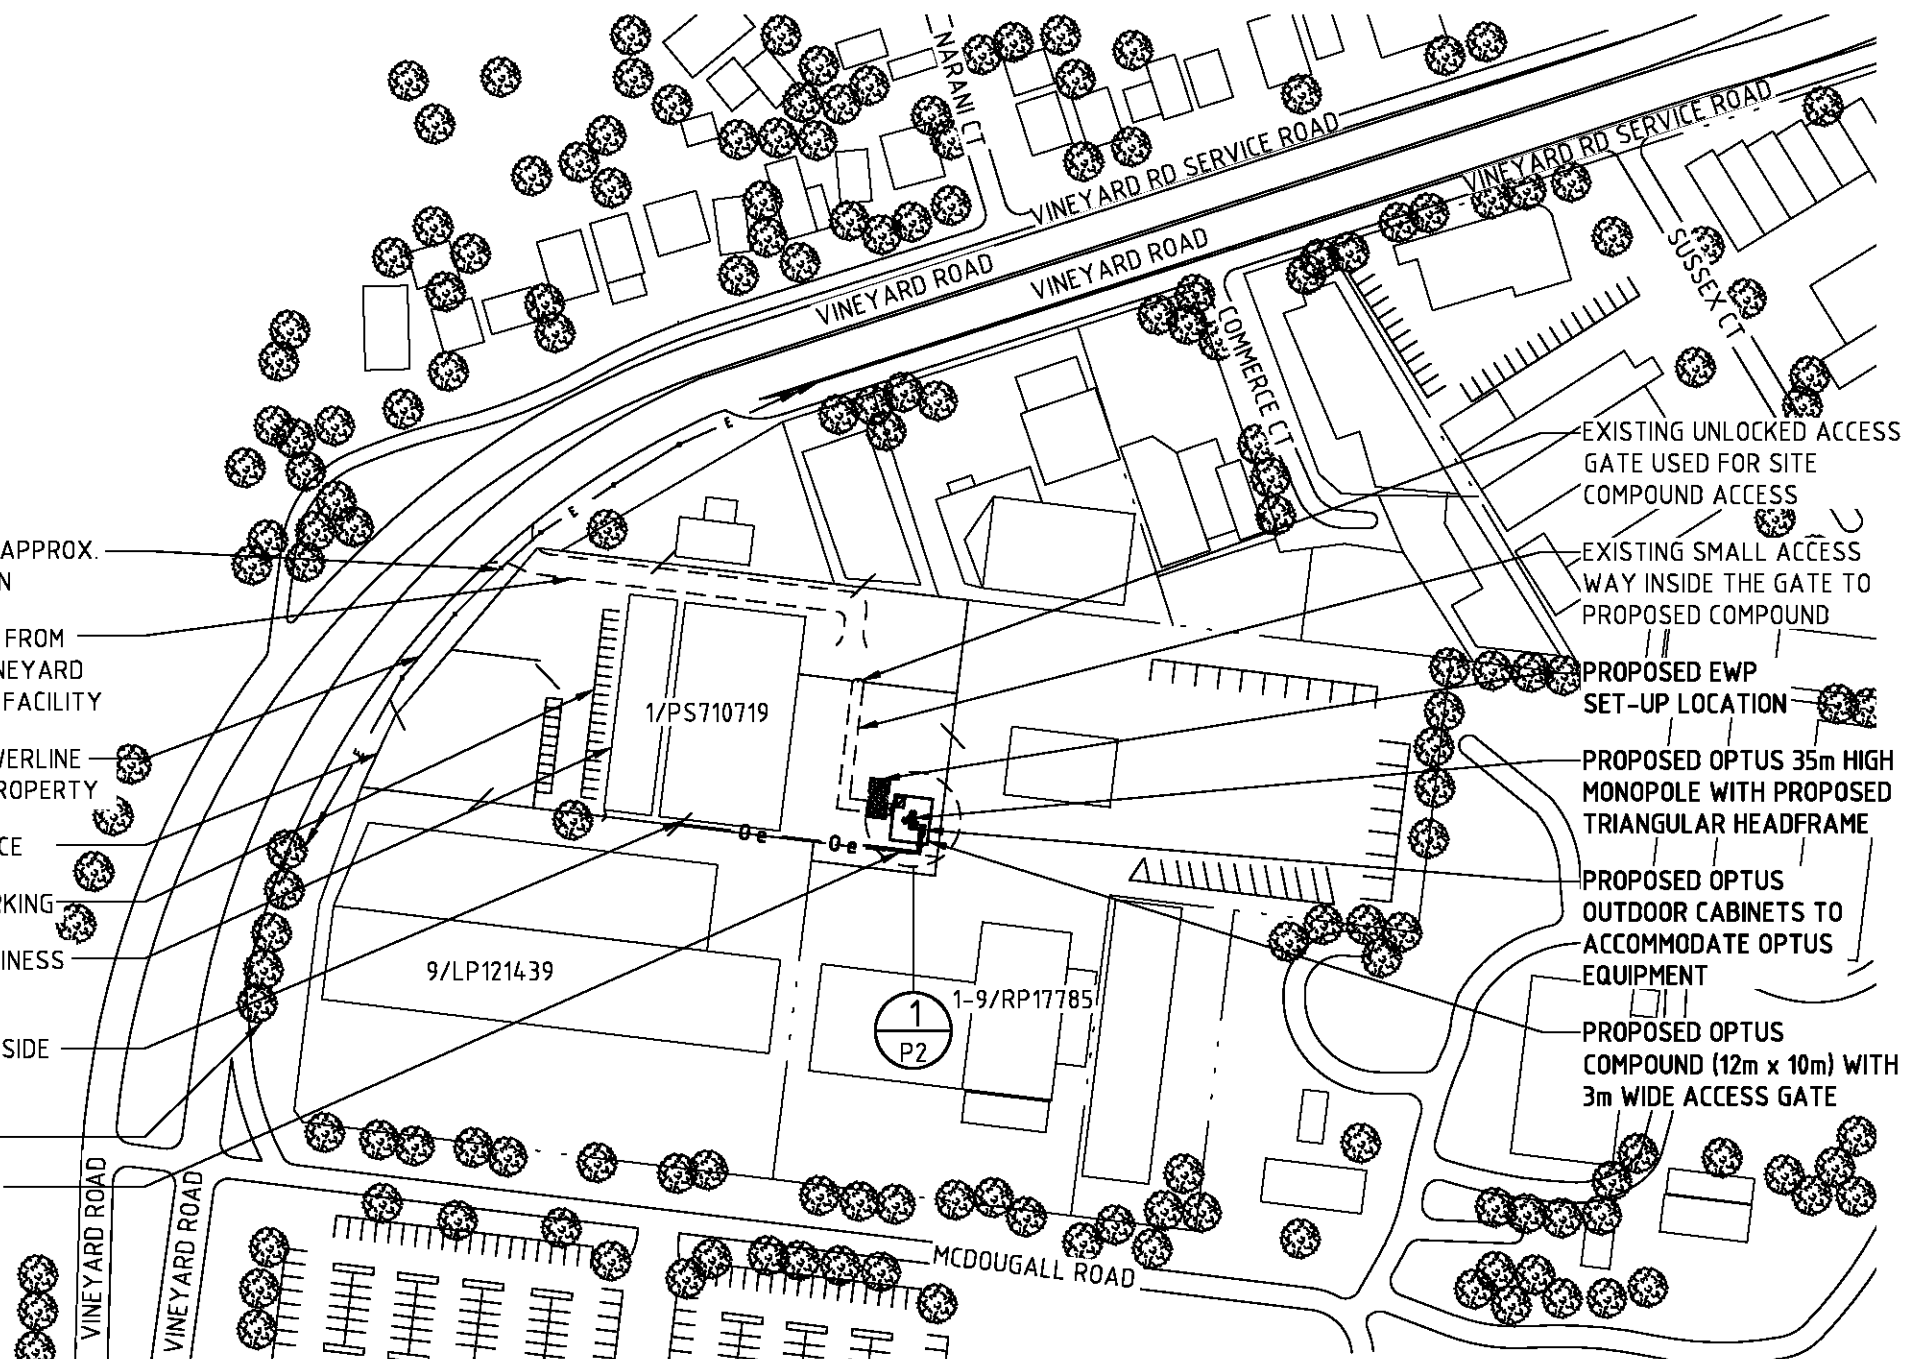 NARANI CT
VINEYARD RD SERVICE ROAD
VINEYARD RD SERVICE ROAD
VINEYARD ROAD
VINEYARD ROAD
SUSSEX CT
COMMERCE CT
EXISTING UNLOCKED ACCESS
GATE USED FOR SITE
COMPOUND ACCESS
EXISTING SMALL ACCESS
WAY INSIDE THE GATE TO
PROPOSED COMPOUND
PROPOSED EWP
SET-UP LOCATION
PROPOSED OPTUS 35m HIGH
MONOPOLE WITH PROPOSED
TRIANGULAR HEADFRAME
PROPOSED OPTUS
OUTDOOR CABINETS TO
ACCOMMODATE OPTUS
EQUIPMENT
PROPOSED OPTUS
COMPOUND (12m x 10m) WITH
3m WIDE ACCESS GATE
APPROX.
N
FROM
NEYARD
FACILITY
WERLINE
ROPERTY
CE
RKING
INESS
SIDE
E
E
E
1/PS710719
0e
0e
9/LP121439
1-9/RP17785
1
P2
VINEYARD ROAD
VINEYARD ROAD
MCDOUGALL ROAD